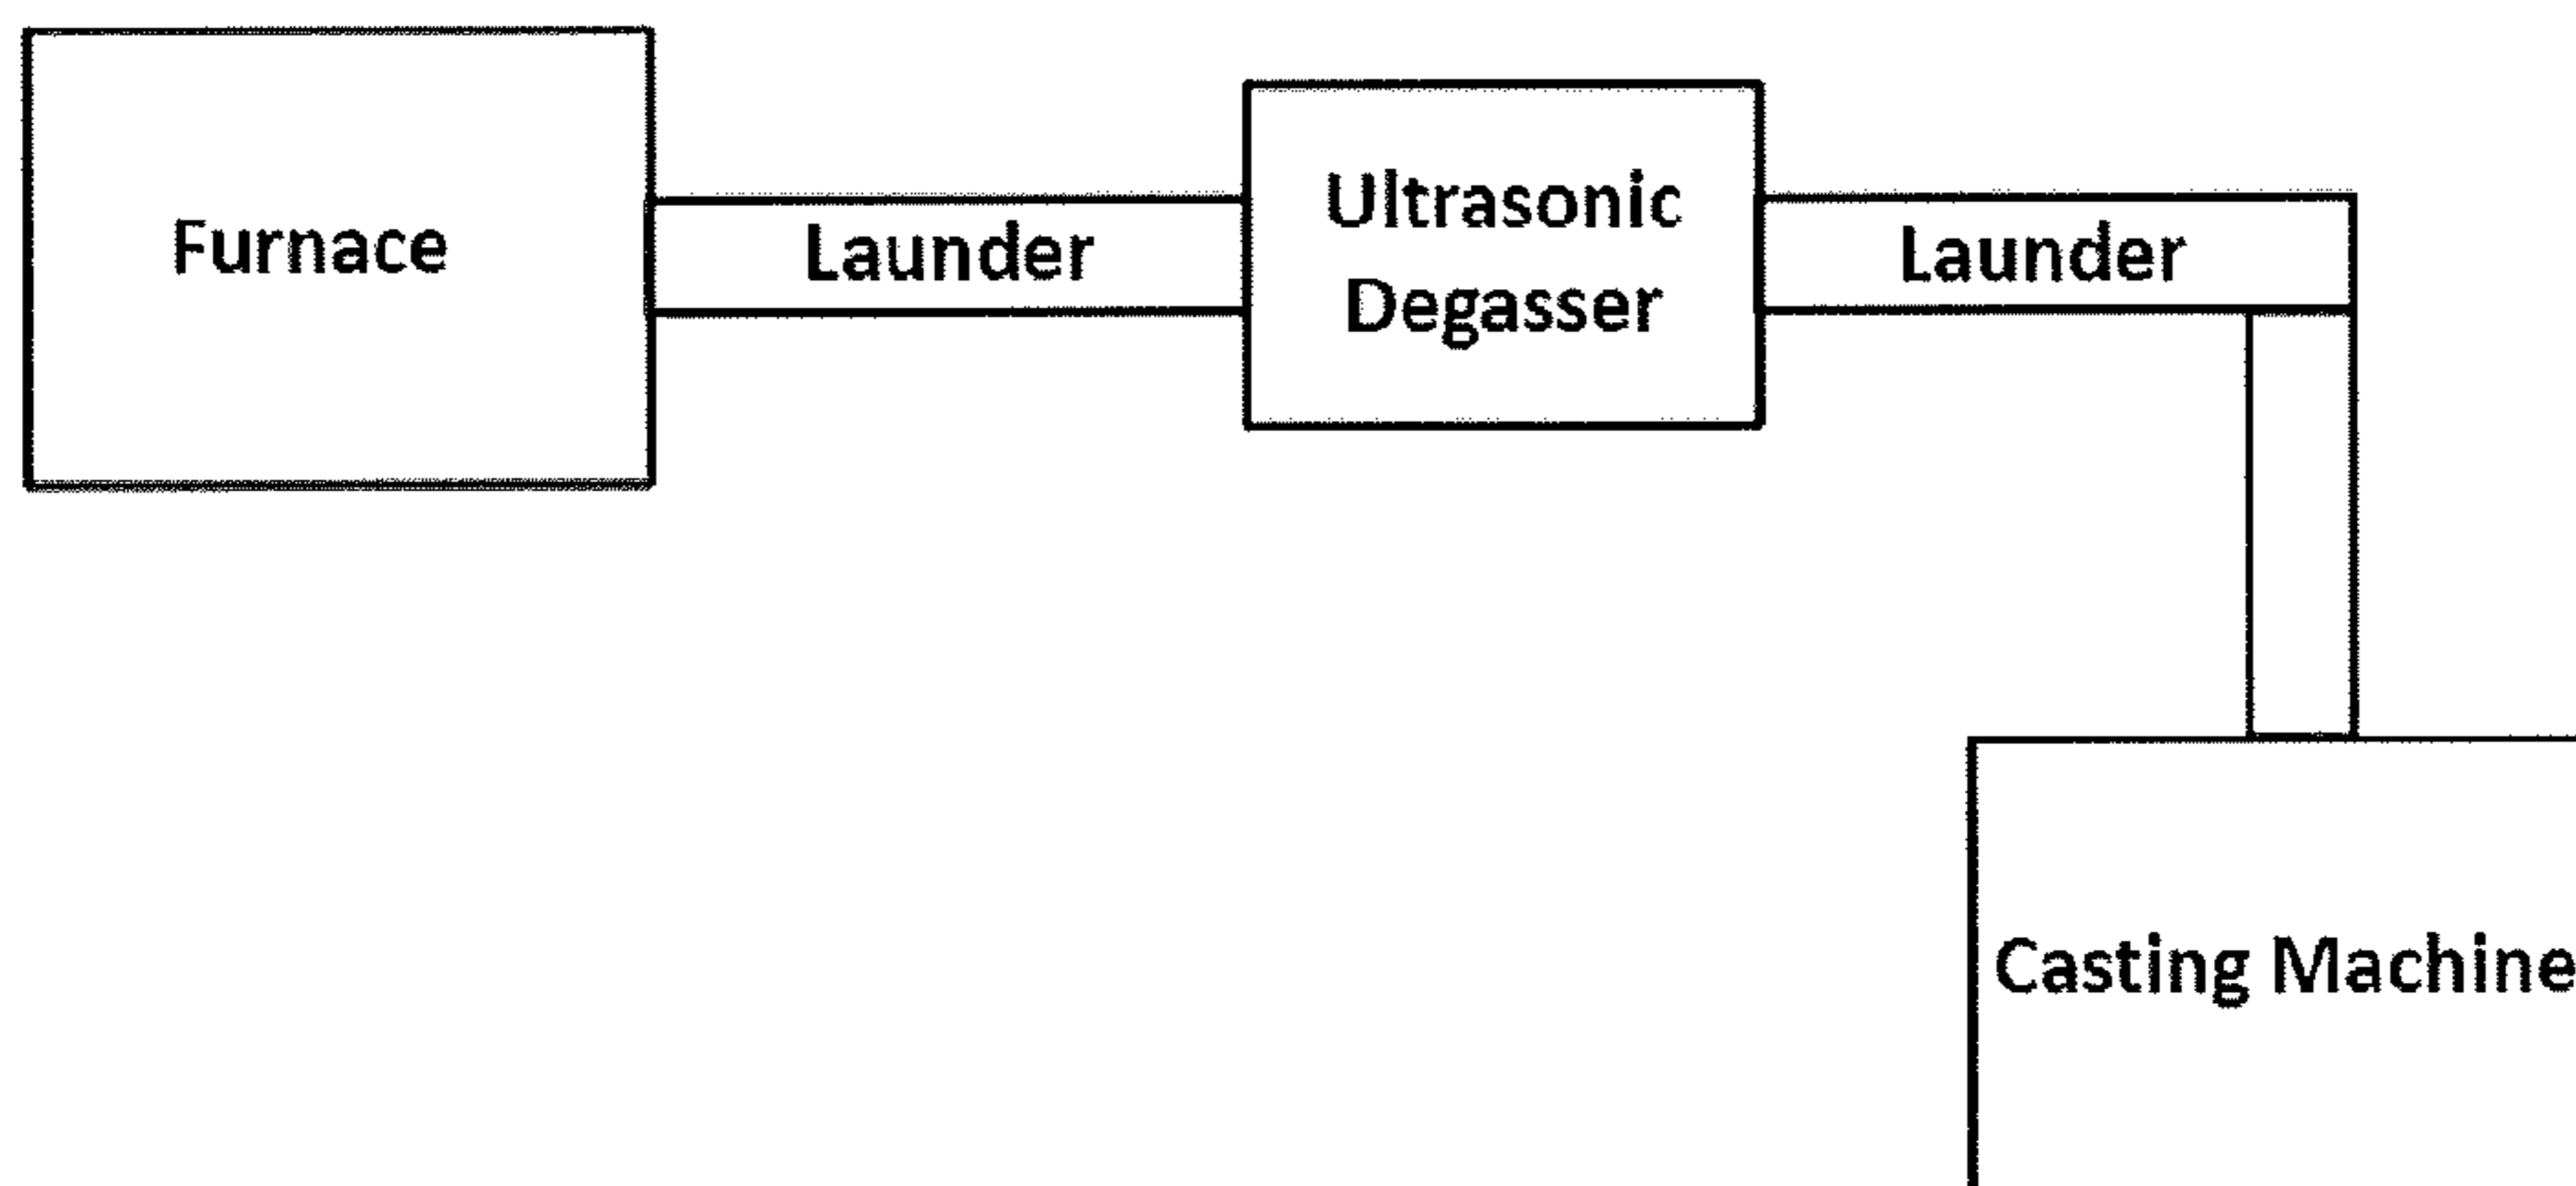 Furnace
Launder
Ultrasonic
Degasser
Launder
Casting Machine